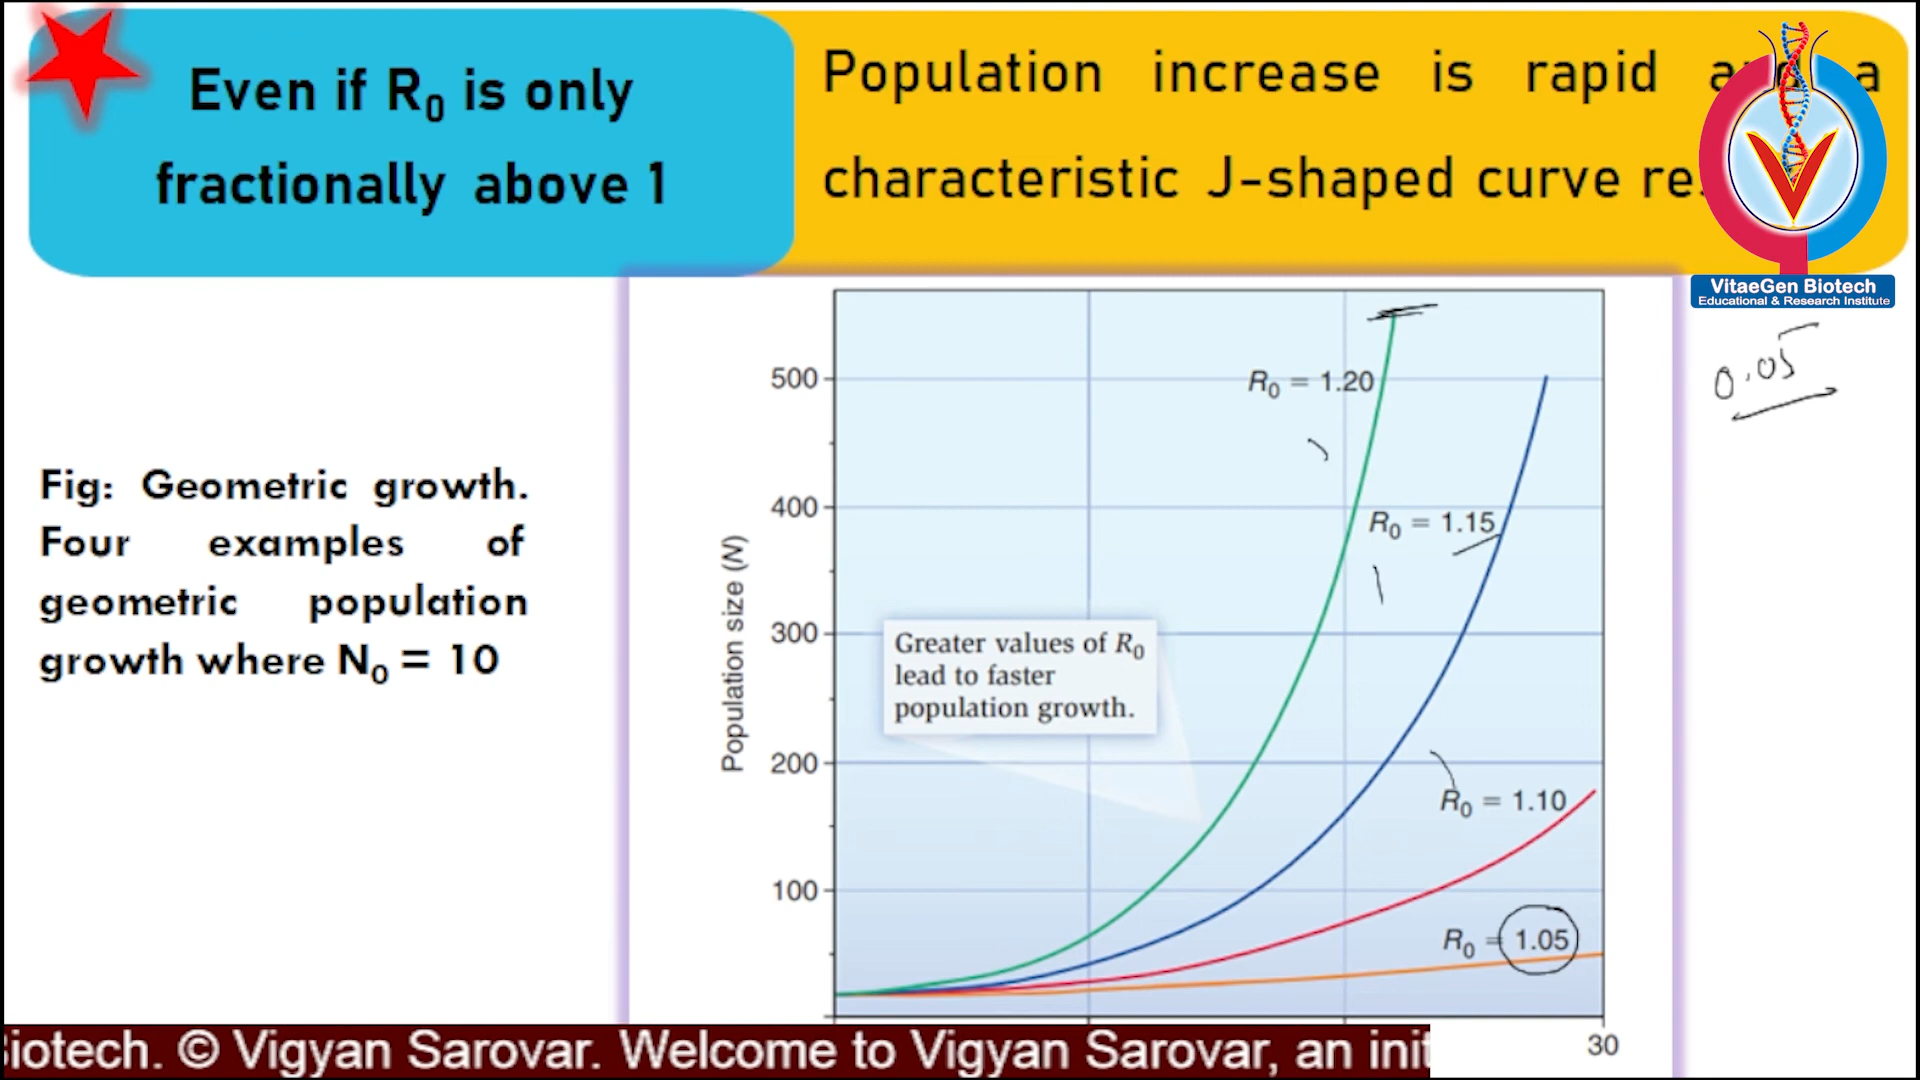 Even if R₀ is only
fractionally above 1
Population increase is rapid a
characteristic J-shaped curve
VitaeGen Biotech
Educational & Research Institute
0.05
Fig: Geometric growth.
Four examples of
geometric population
growth where N₀ = 10
Population size (N)
500
400
300
200
100
R₀ = 1.20
R₀ = 1.15
Greater values of R₀
lead to faster
population growth.
R₀ = 1.10
R₀ = 1.05
30
iotech. © Vigyan Sarovar. Welcome to Vigyan Sarovar, an init